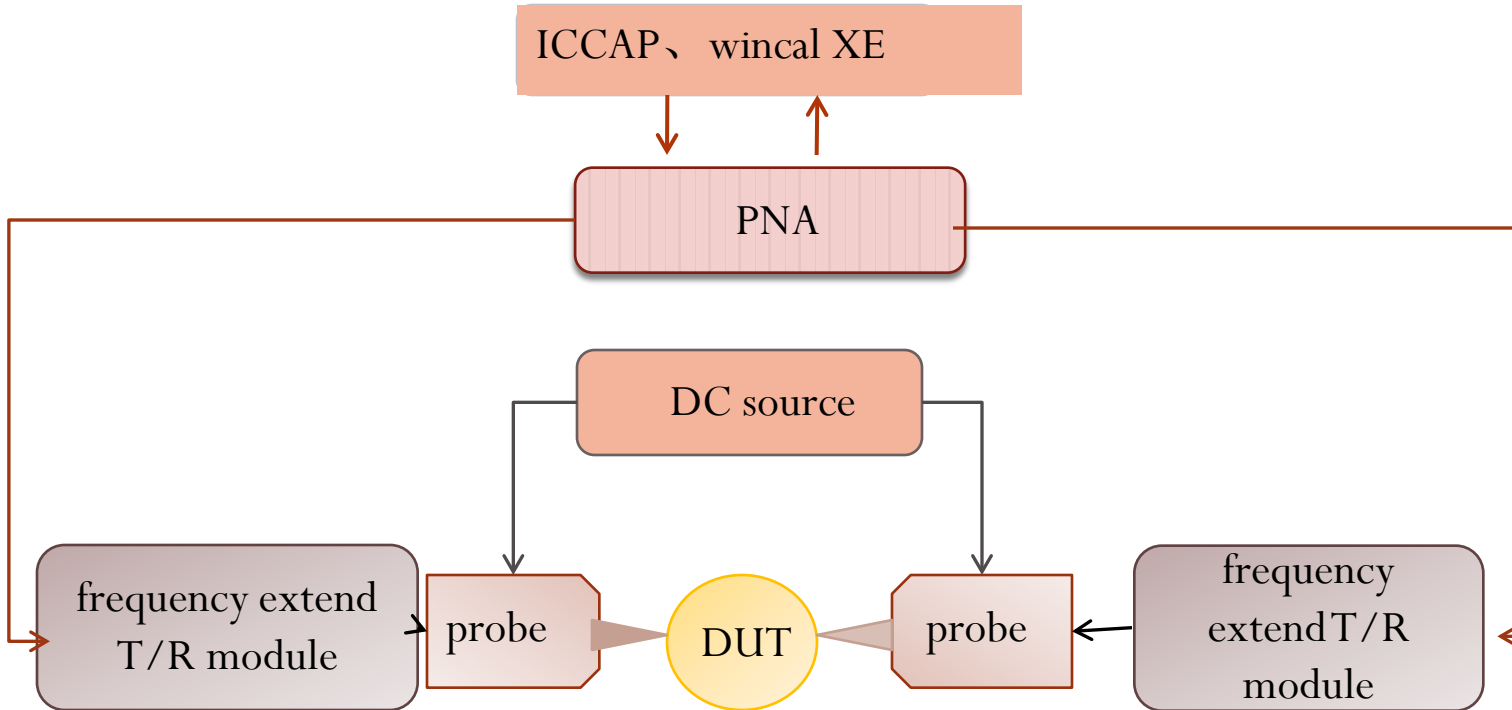 ICCAP、 wincal XE
PNA
DC source
frequency extend
T/R module
probe
DUT
probe
frequency
extend T/R
module